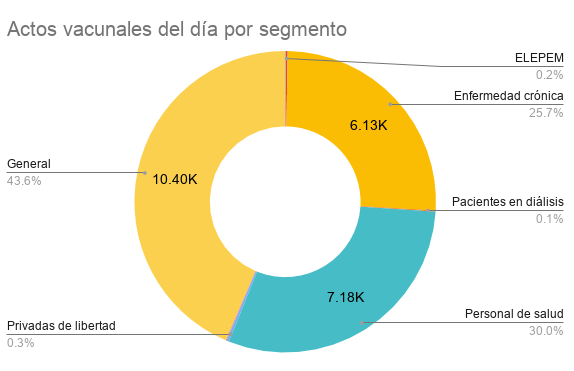 Actos vacunales del día por segmento
ELEPEM
0.2%
Enfermedad crónica
25.7%
6.13K
General
43.6%
10.40K
Pacientes en diálisis
0.1%
7.18K
Personal de salud
30.0%
Privadas de libertad
0.3%